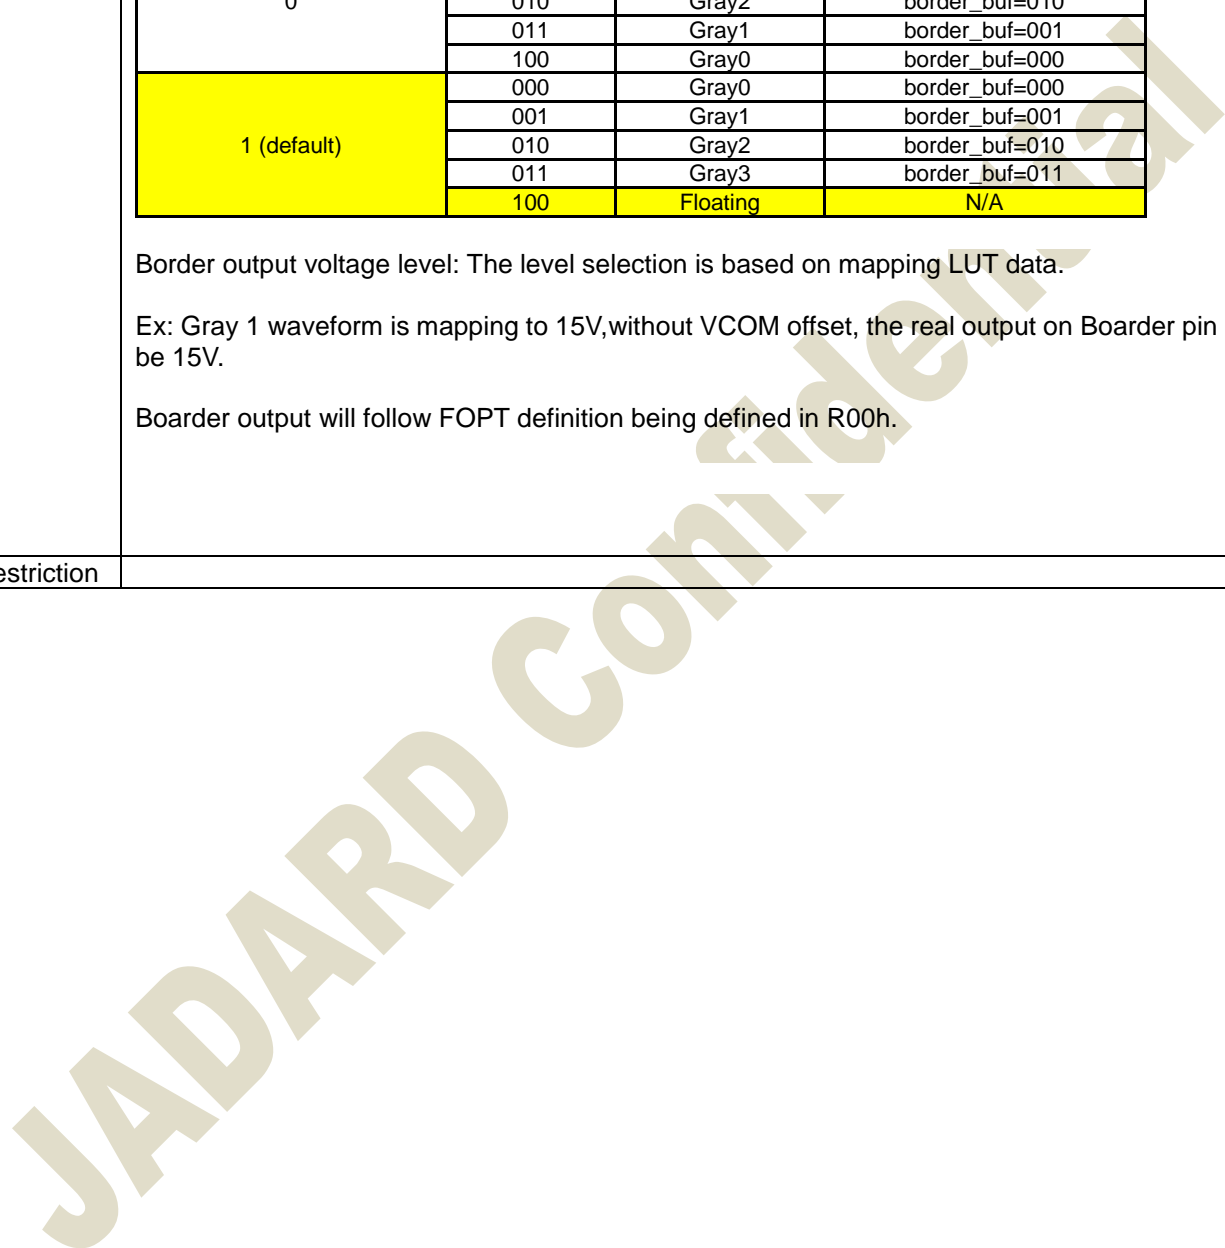 0 010 Gray2 border_buf=010
011 Gray1 border_buf=001
100 Gray0 border_buf=000
1 (default) 000 Gray0 border_buf=000
001 Gray1 border_buf=001
010 Gray2 border_buf=010
011 Gray3 border_buf=011
100 Floating N/A
Border output voltage level: The level selection is based on mapping LUT data.
Ex: Gray 1 waveform is mapping to 15V,without VCOM offset, the real output on Boarder pin
be 15V.
Boarder output will follow FOPT definition being defined in R00h.
estriction
JADARD Confidential